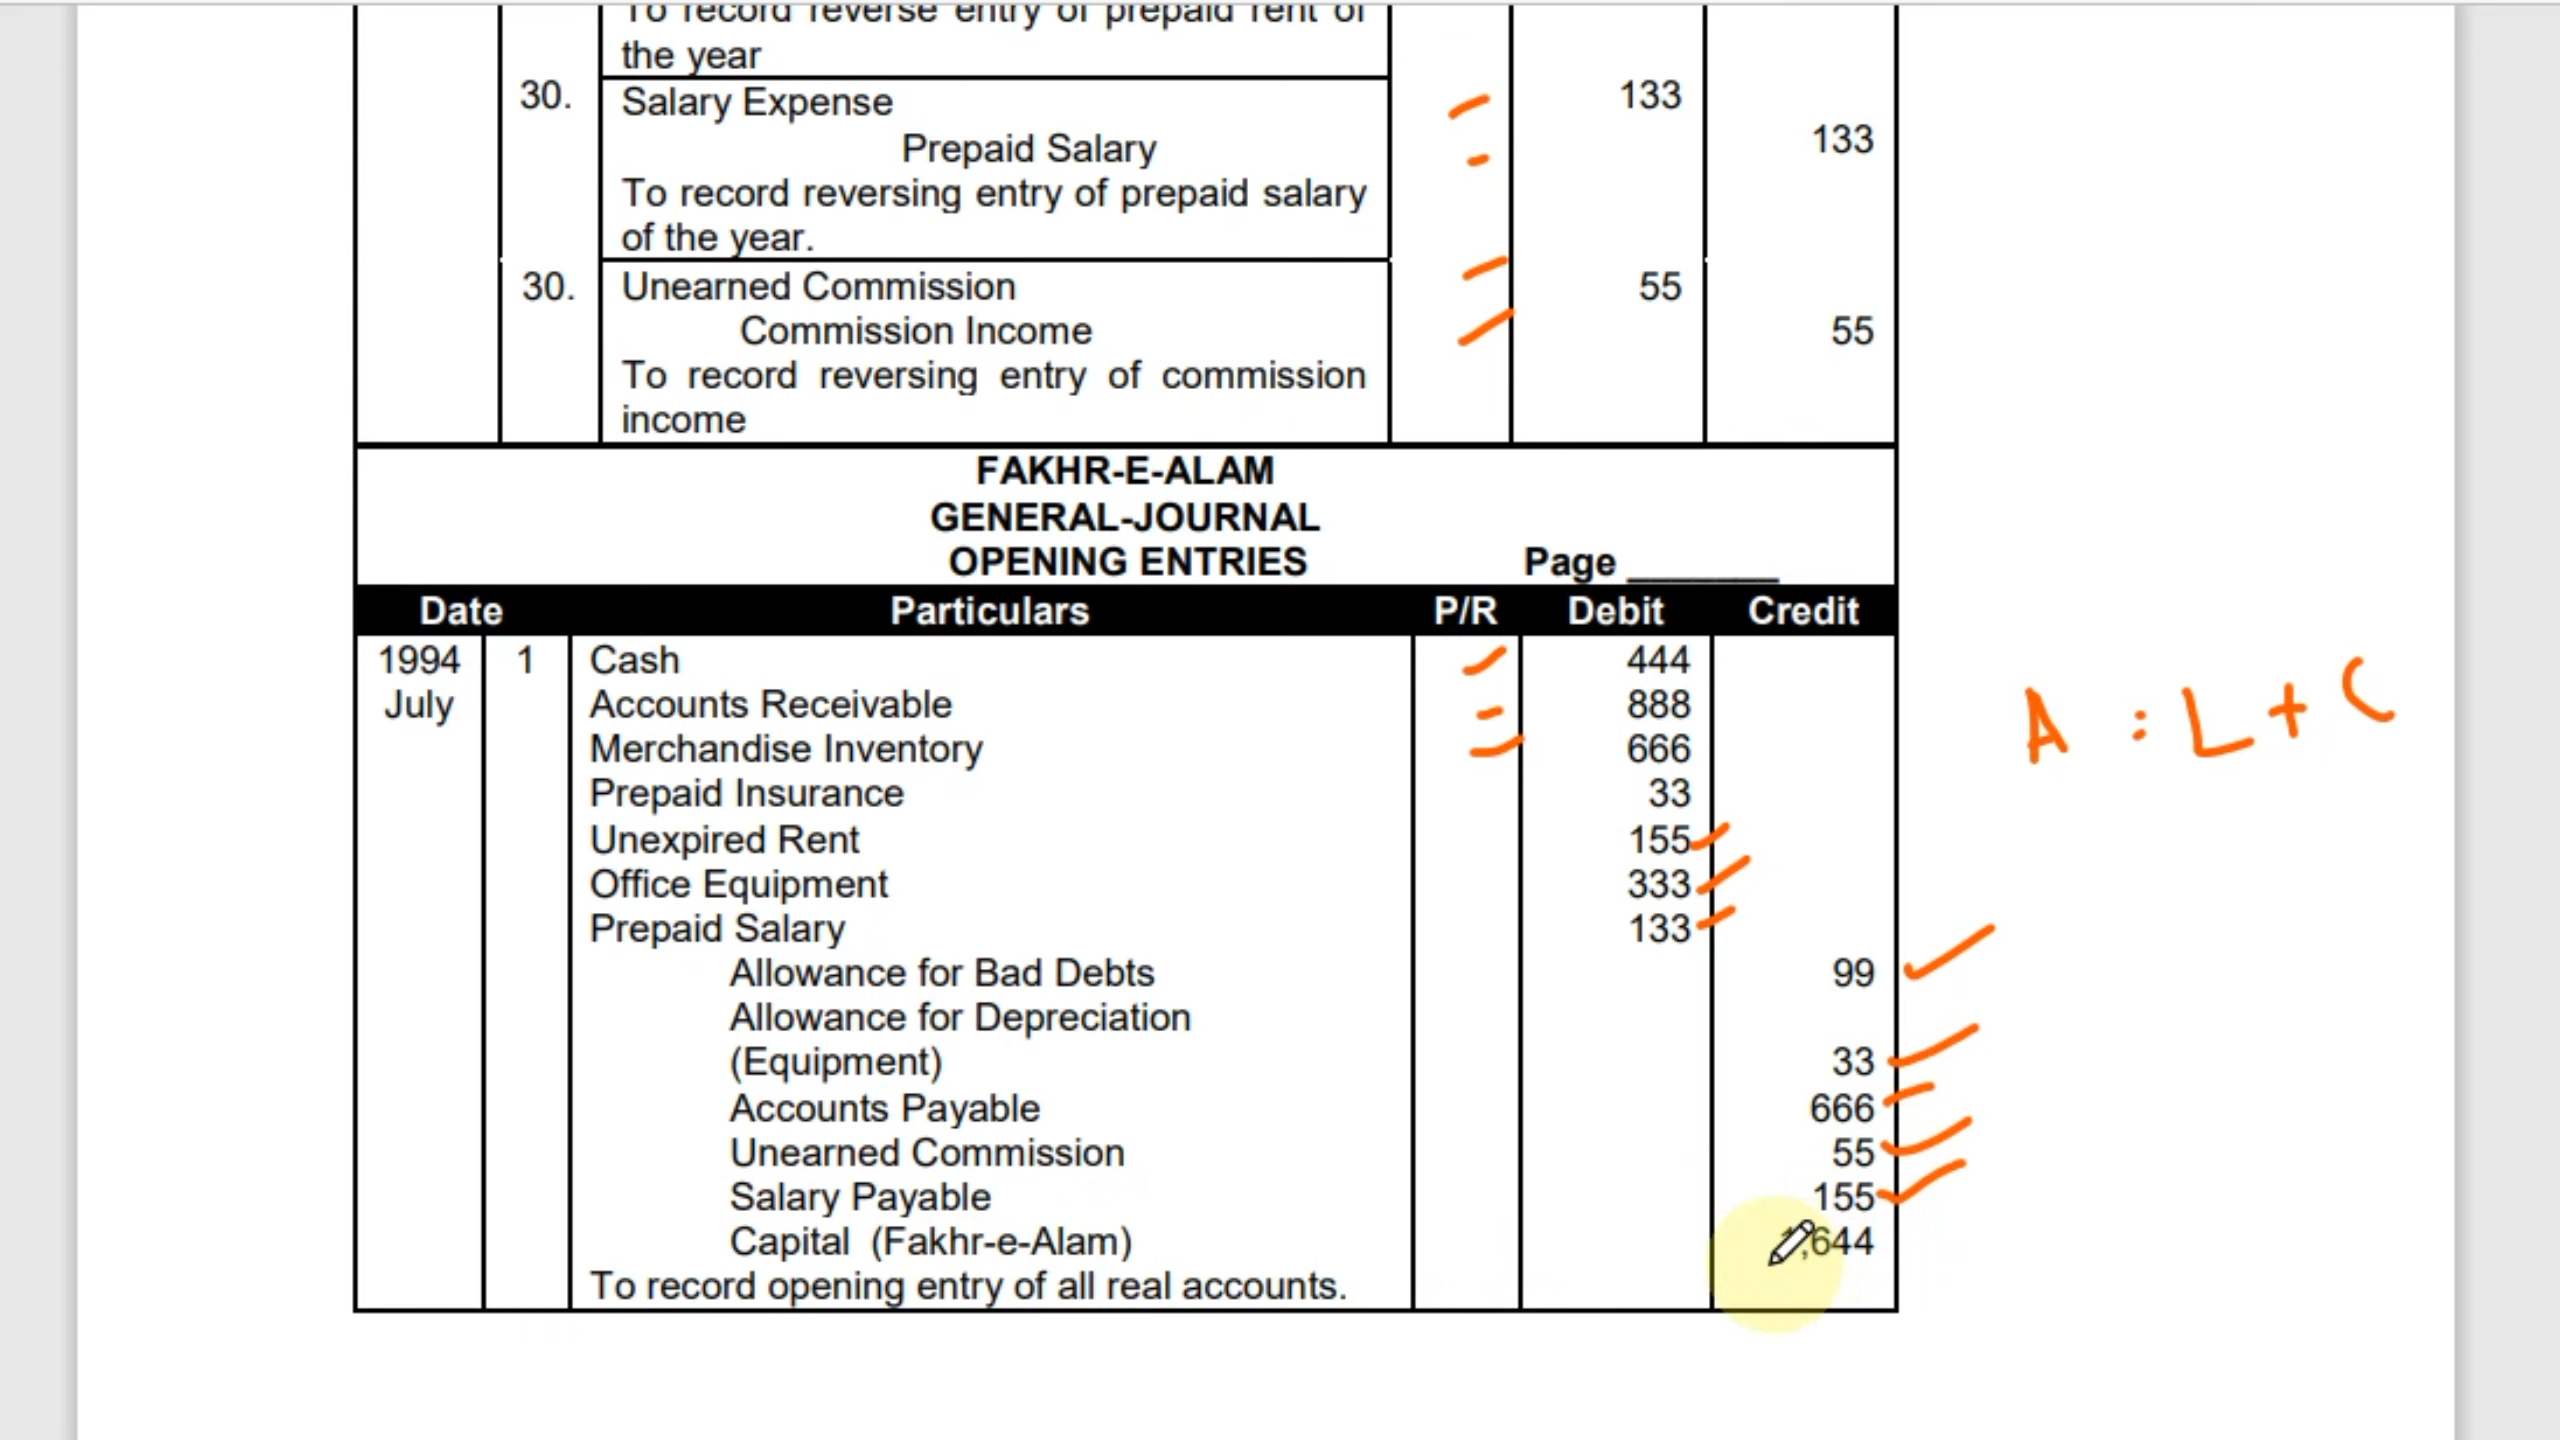 To record reverse entry of prepaid rent of
the year
30. Salary Expense 133
Prepaid Salary 133
To record reversing entry of prepaid salary
of the year.
30. Unearned Commission 55
Commission Income 55
To record reversing entry of commission
income
FAKHR-E-ALAM
GENERAL-JOURNAL
OPENING ENTRIES Page _______
Date Particulars P/R Debit Credit
1994 1 Cash 444
July Accounts Receivable 888
Merchandise Inventory 666
Prepaid Insurance 33
Unexpired Rent 155
Office Equipment 333
Prepaid Salary 133
Allowance for Bad Debts 99
Allowance for Depreciation
(Equipment) 33
Accounts Payable 666
Unearned Commission 55
Salary Payable 155
Capital (Fakhr-e-Alam) ,644
To record opening entry of all real accounts.
A : L + C